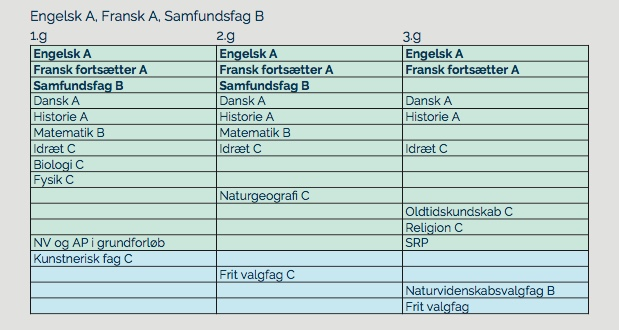 Engelsk A, Fransk A, Samfundsfag B
1.g 2.g 3.g
Engelsk A Engelsk A Engelsk A
Fransk fortsætter A Fransk fortsætter A Fransk fortsætter A
Samfundsfag B Samfundsfag B
Dansk A Dansk A Dansk A
Historie A Historie A Historie A
Matematik B Matematik B
Idræt C Idræt C Idræt C
Biologi C
Fysik C
Naturgeografi C
Oldtidskundskab C
Religion C
NV og AP i grundforløb SRP
Kunstnerisk fag C
Frit valgfag C
Naturvidenskabsvalgfag B
Frit valgfag